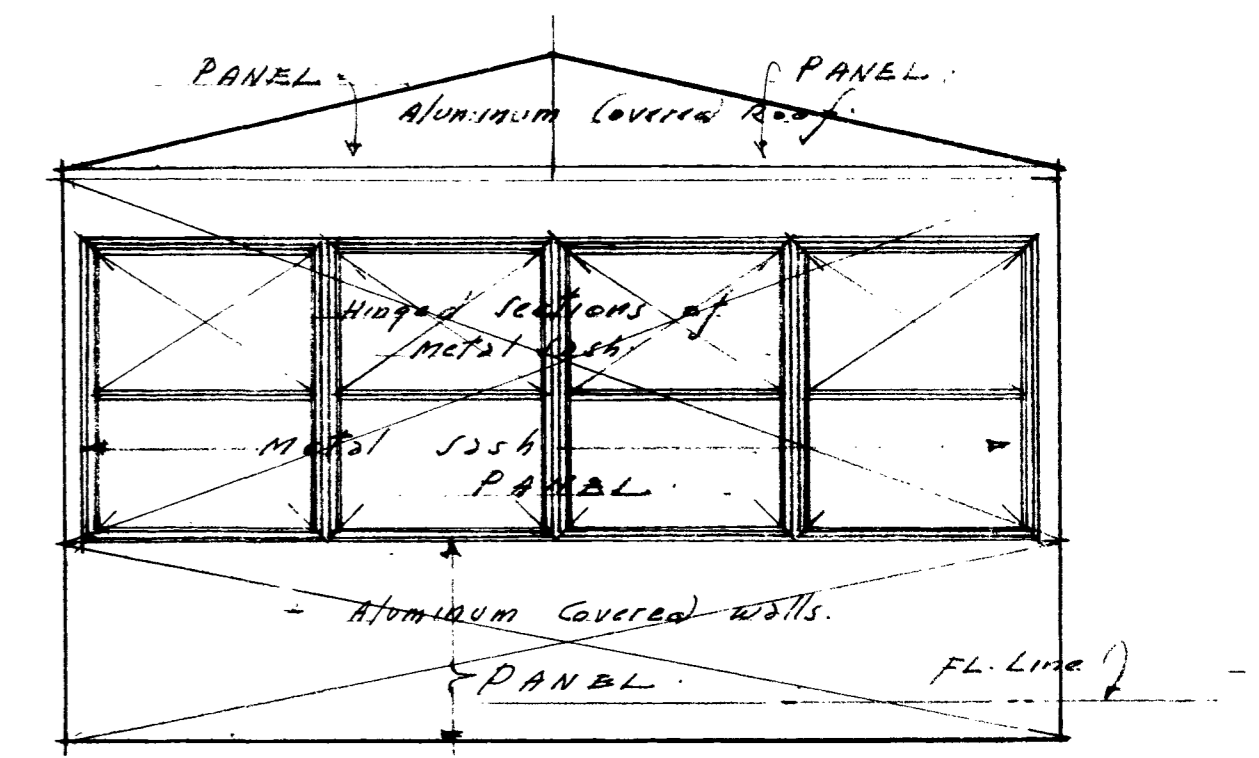 PANEL PANEL
Aluminum Covered Roof.
Hinged Sections of
Metal Sash.
Metal Sash
PANEL.
Aluminum Covered walls.
FL. Line
PANEL.